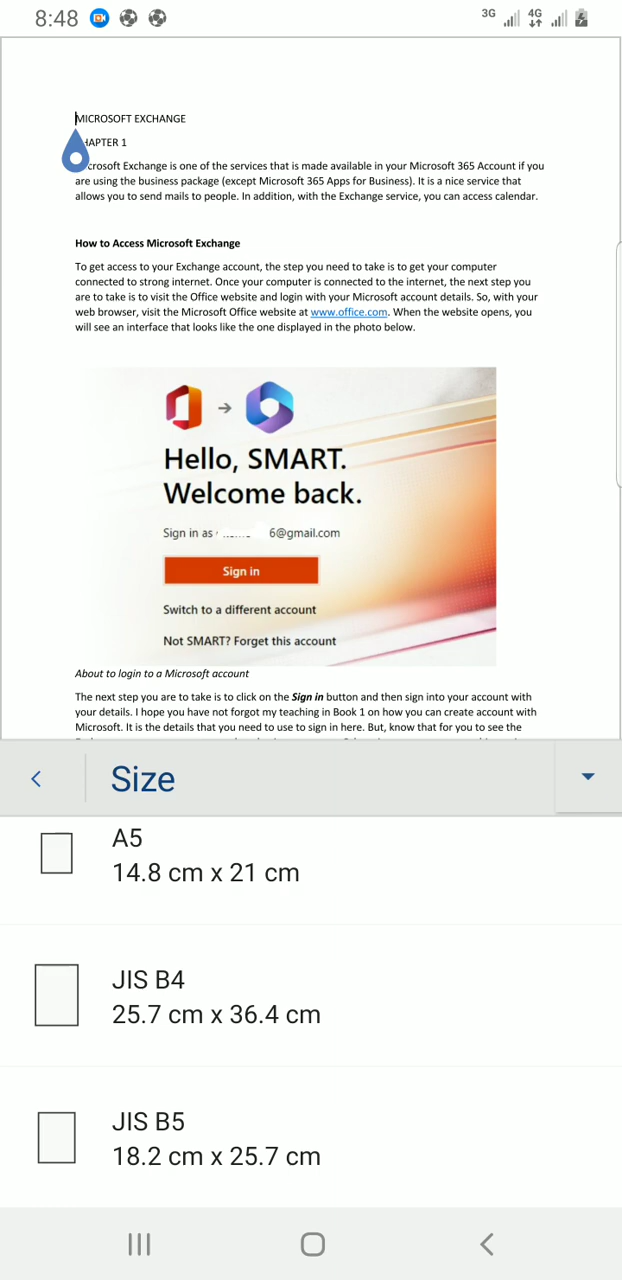 8:48 3G 4G
MICROSOFT EXCHANGE
HAPTER 1
crosoft Exchange is one of the services that is made available in your Microsoft 365 Account if you
are using the business package (except Microsoft 365 Apps for Business). It is a nice service that
allows you to send mails to people. In addition, with the Exchange service, you can access calendar.
How to Access Microsoft Exchange
To get access to your Exchange account, the step you need to take is to get your computer
connected to strong internet. Once your computer is connected to the internet, the next step you
are to take is to visit the Office website and login with your Microsoft account details. So, with your
web browser, visit the Microsoft Office website at www.office.com. When the website opens, you
will see an interface that looks like the one displayed in the photo below.
Hello, SMART.
Welcome back.
Sign in as 6@gmail.com
Sign in
Switch to a different account
Not SMART? Forget this account
About to login to a Microsoft account
The next step you are to take is to click on the Sign in button and then sign into your account with
your details. I hope you have not forgot my teaching in Book 1 on how you can create account with
Microsoft. It is the details that you need to use to sign in here. But, know that for you to see the
Size
A5
14.8 cm x 21 cm
JIS B4
25.7 cm x 36.4 cm
JIS B5
18.2 cm x 25.7 cm